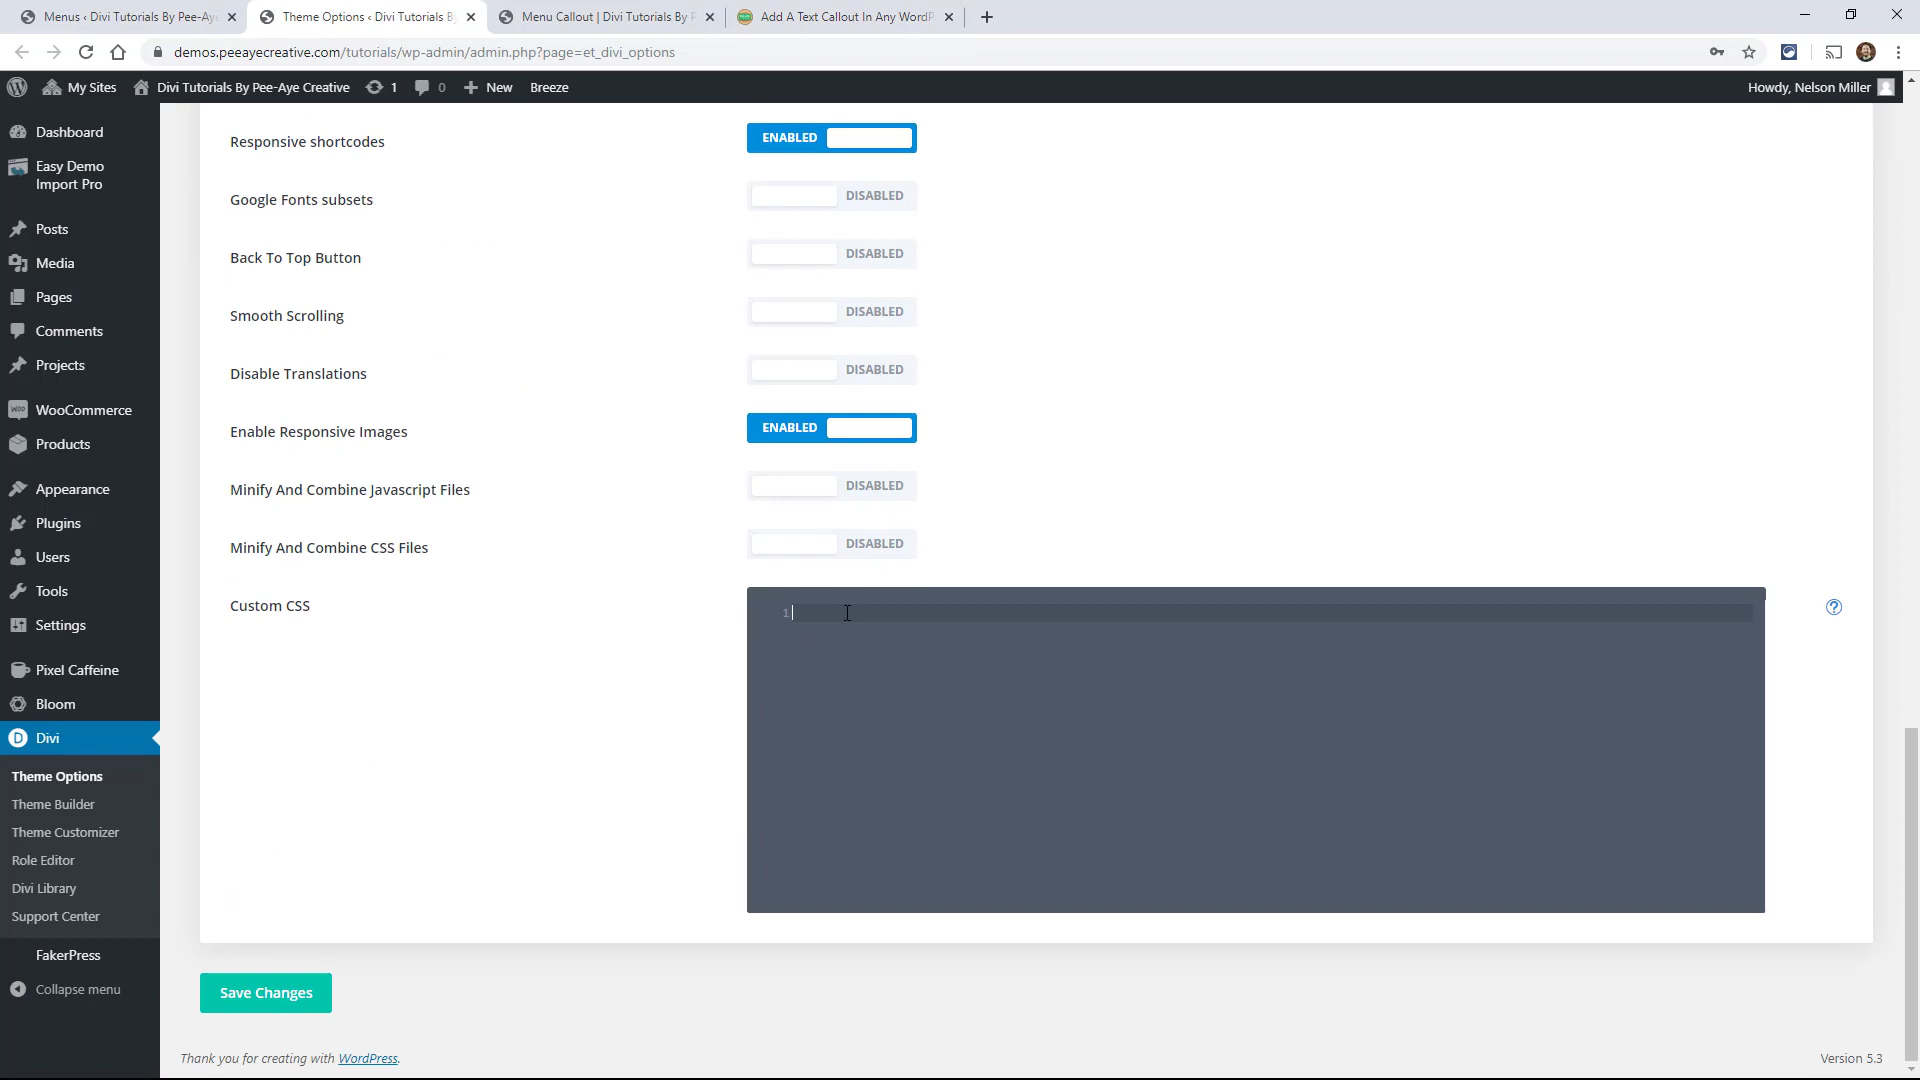 Menus ‹ Divi Tutorials By Pee-Aye
Theme Options ‹ Divi Tutorials By
Menu Callout | Divi Tutorials By P
Add A Text Callout In Any WordP
demos.peeayecreative.com/tutorials/wp-admin/admin.php?page=et_divi_options
My Sites
Divi Tutorials By Pee-Aye Creative
1
0
New
Breeze
Howdy, Nelson Miller
Dashboard
Easy Demo
Import Pro
Posts
Media
Pages
Comments
Projects
WooCommerce
Products
Appearance
Plugins
Users
Tools
Settings
Pixel Caffeine
Bloom
Divi
Theme Options
Theme Builder
Theme Customizer
Role Editor
Divi Library
Support Center
FakerPress
Collapse menu
Responsive shortcodes
ENABLED
Google Fonts subsets
DISABLED
Back To Top Button
DISABLED
Smooth Scrolling
DISABLED
Disable Translations
DISABLED
Enable Responsive Images
ENABLED
Minify And Combine Javascript Files
DISABLED
Minify And Combine CSS Files
DISABLED
Custom CSS
1
?
Save Changes
Thank you for creating with WordPress.
Version 5.3